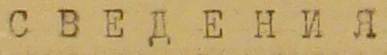 С В Е Д Е Н И Я